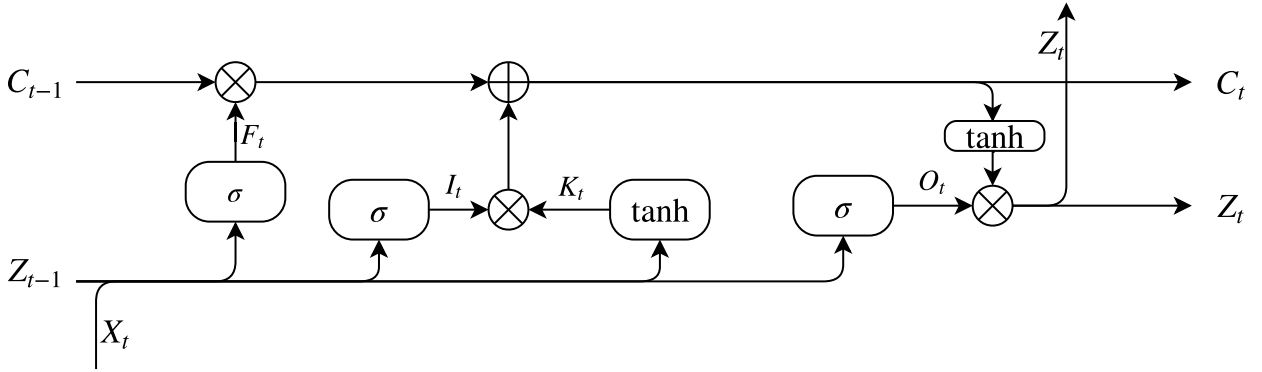 Z_t
C_{t−1}
C_t
F_t
tanh
σ
I_t
K_t
O_t
σ
tanh
σ
Z_t
Z_{t−1}
X_t